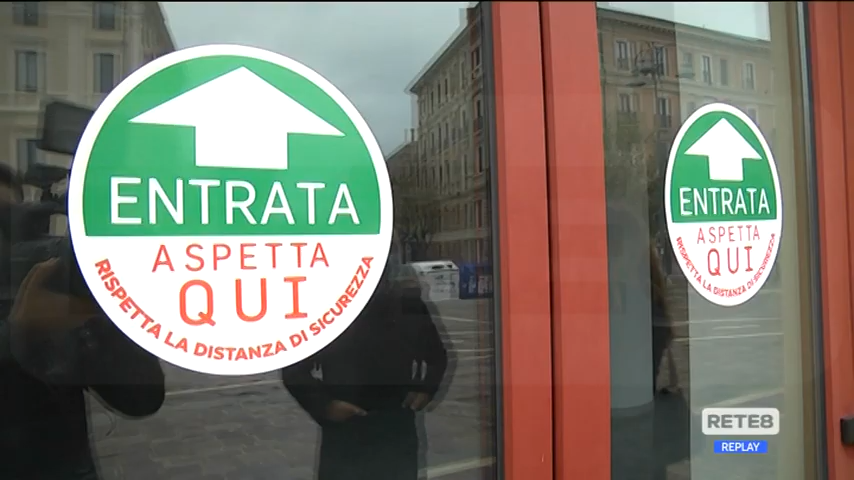 ENTRATA
ASPETTA
QUI
RISPETTA LA DISTANZA DI SICUREZZA
ENTRATA
ASPETTA
QUI
RISPETTA LA DISTANZA DI SICUREZZA
RETE8
REPLAY